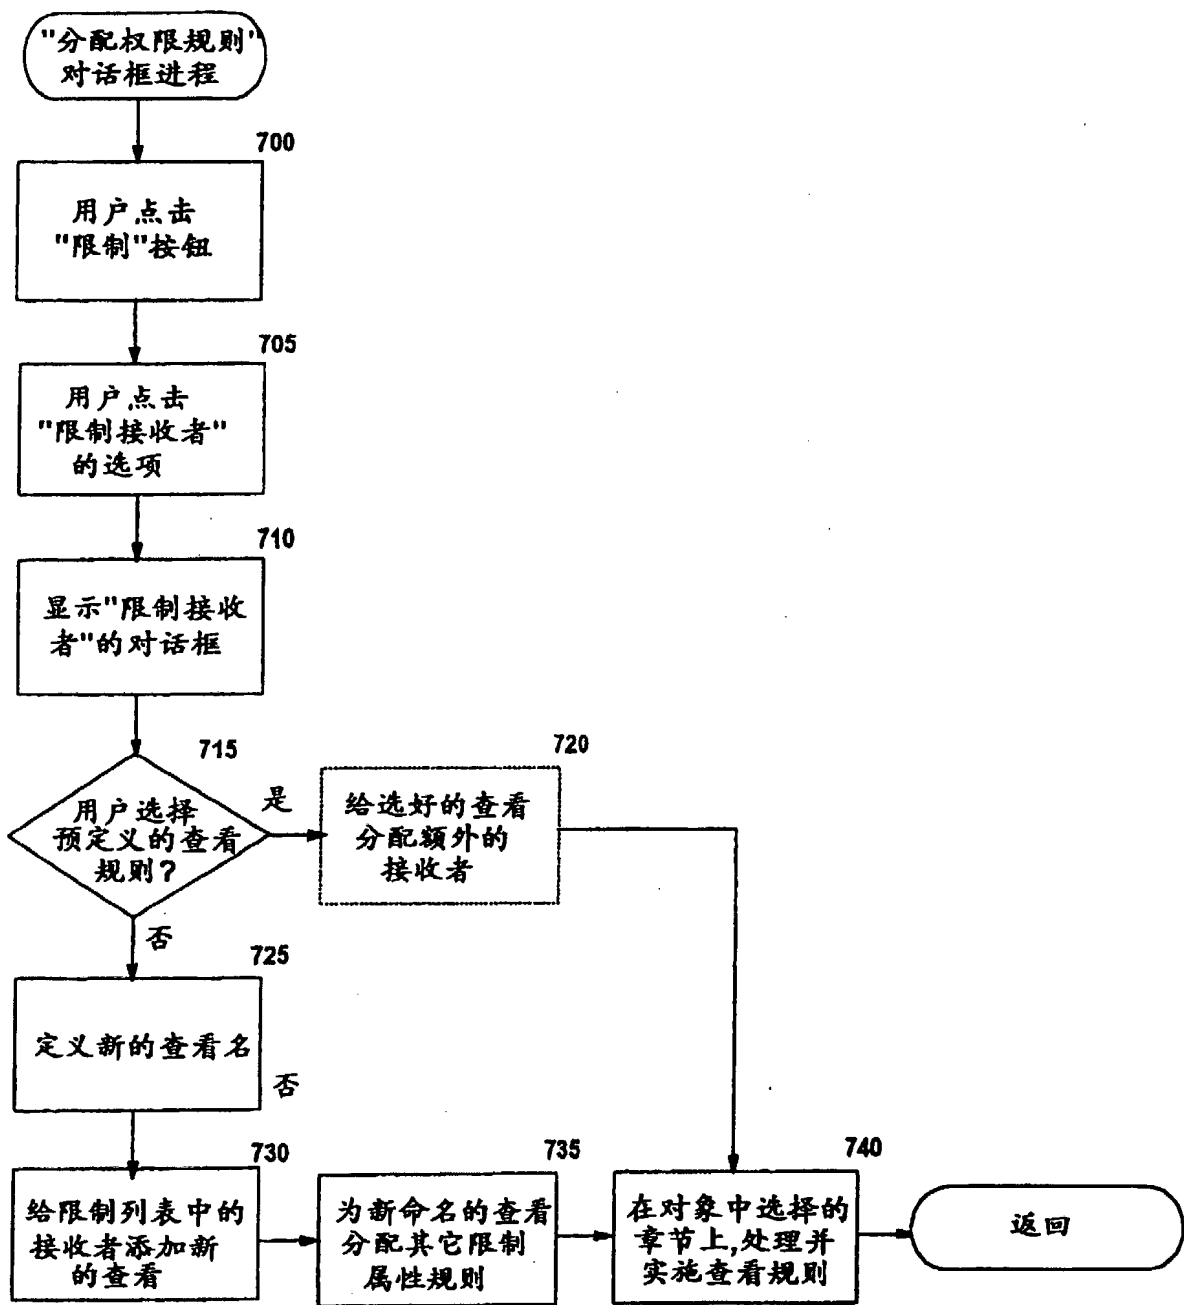 "分配权限规则"
对话框进程
700
用户点击
"限制"按钮
705
用户点击
"限制接收者"
的选项
710
显示"限制接收
者"的对话框
715
用户选择
预定义的查看
规则？
是
720
给选好的查看
分配额外的
接收者
否
725
定义新的查看名
否
730
给限制列表中的
接收者添加新
的查看
735
为新命名的查看
分配其它限制
属性规则
740
在对象中选择的
章节上,处理并
实施查看规则
返回